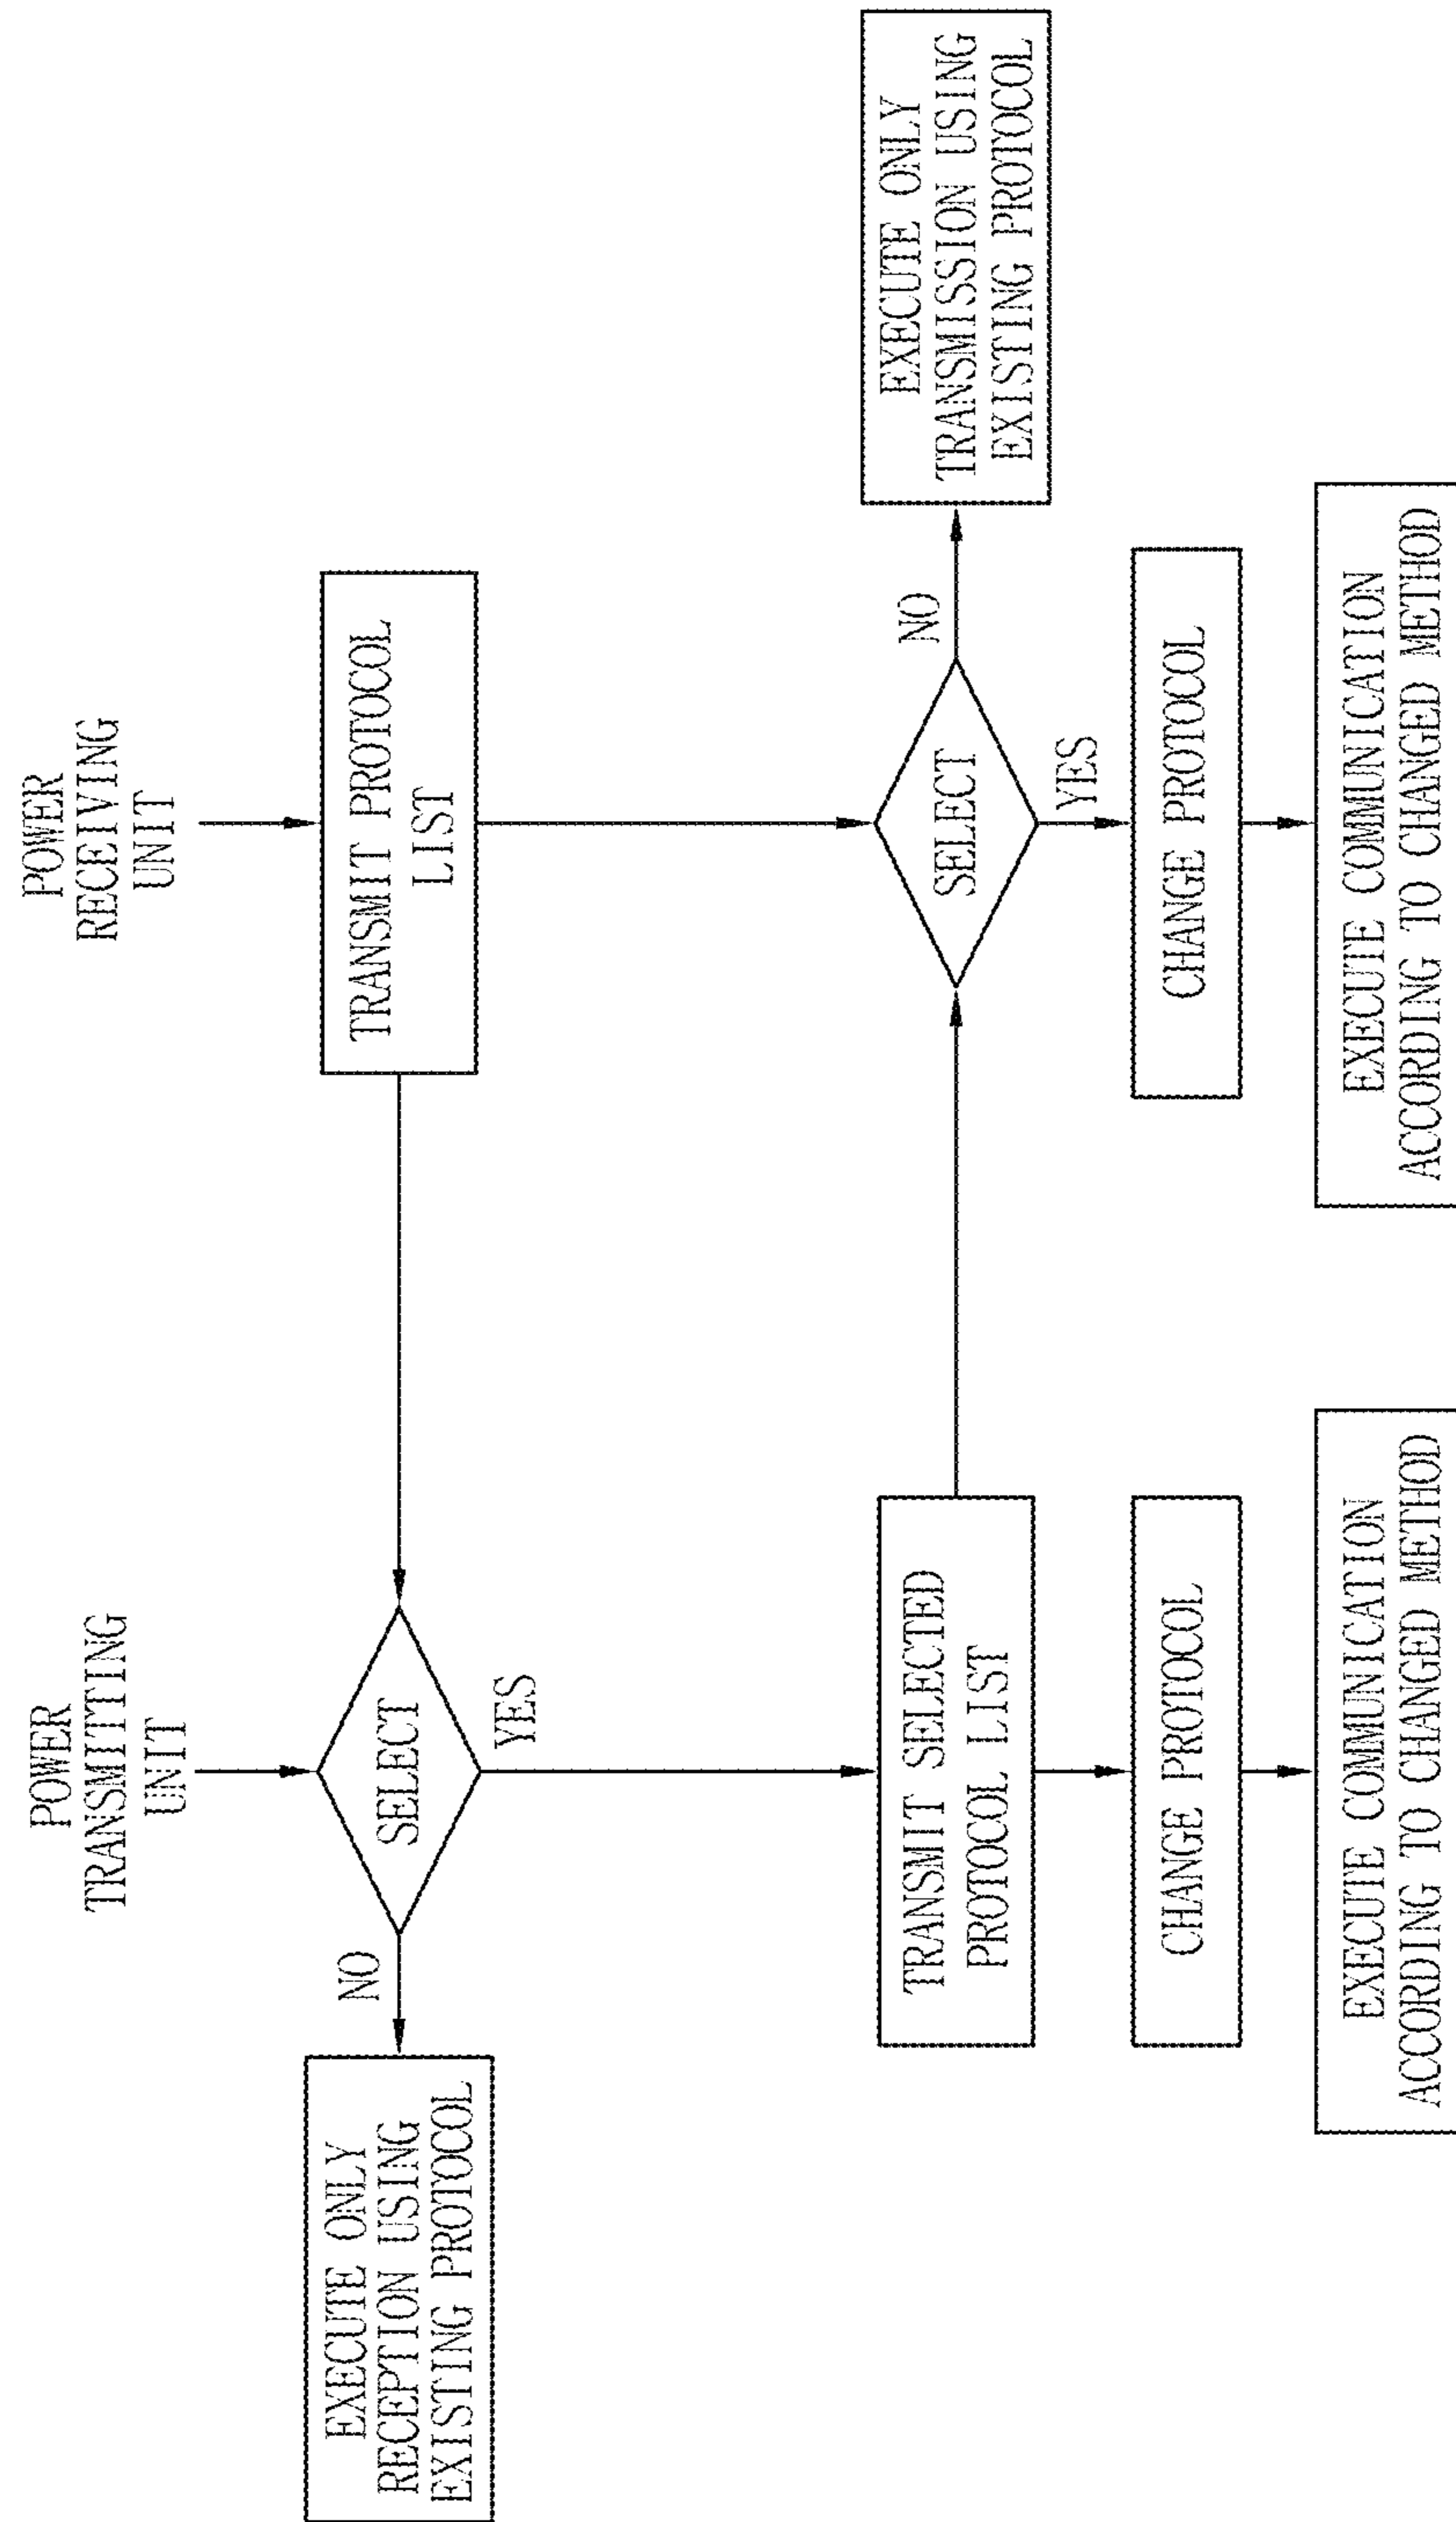 POWER
TRANSMITTING
UNIT
POWER
RECEIVING
UNIT
EXECUTE ONLY
RECEPTION USING
EXISTING PROTOCOL
NO
SELECT
YES
TRANSMIT PROTOCOL
LIST
TRANSMIT SELECTED
PROTOCOL LIST
SELECT
NO
YES
EXECUTE ONLY
TRANSMISSION USING
EXISTING PROTOCOL
CHANGE PROTOCOL
CHANGE PROTOCOL
EXECUTE COMMUNICATION
ACCORDING TO CHANGED METHOD
EXECUTE COMMUNICATION
ACCORDING TO CHANGED METHOD